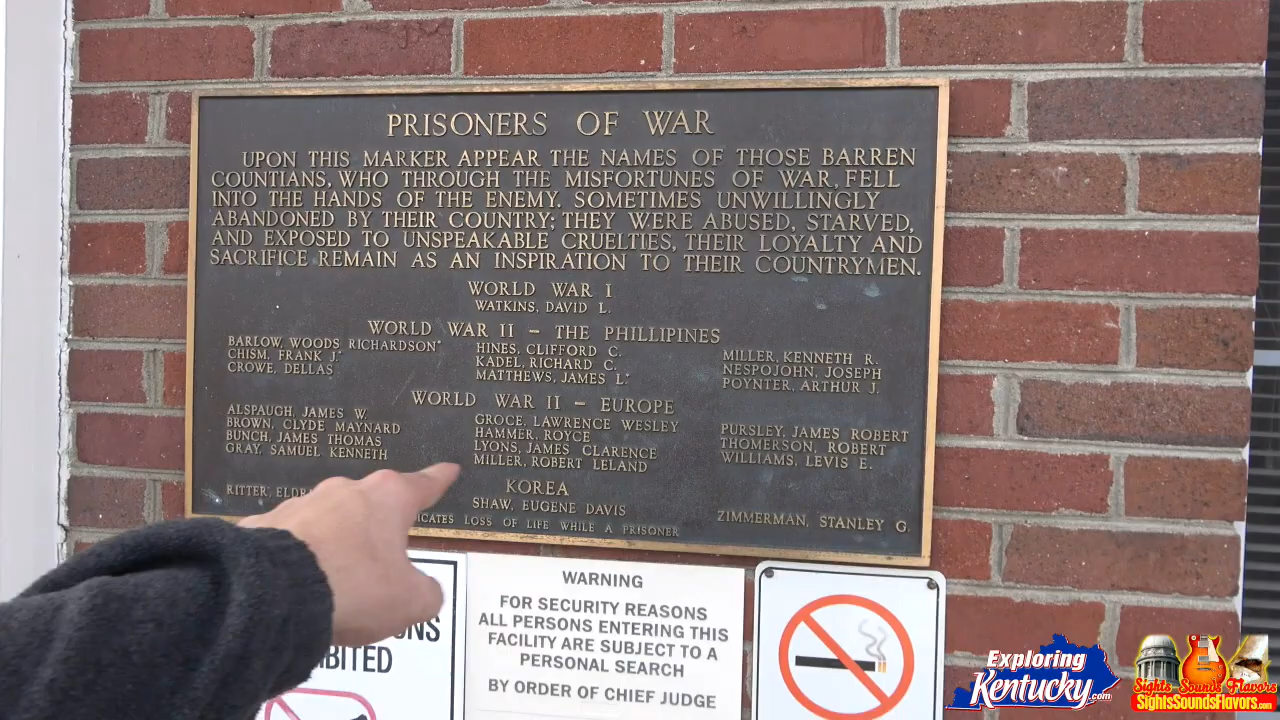 PRISONERS OF WAR
UPON THIS MARKER APPEAR THE NAMES OF THOSE BARREN
COUNTIANS, WHO THROUGH THE MISFORTUNES OF WAR, FELL
INTO THE HANDS OF THE ENEMY. SOMETIMES UNWILLINGLY
ABANDONED BY THEIR COUNTRY; THEY WERE ABUSED, STARVED,
AND EXPOSED TO UNSPEAKABLE CRUELTIES, THEIR LOYALTY AND
SACRIFICE REMAIN AS AN INSPIRATION TO THEIR COUNTRYMEN.
WORLD WAR I
WATKINS, DAVID L.
WORLD WAR II - THE PHILLIPINES
BARLOW, WOODS RICHARDSON* HINES, CLIFFORD C. MILLER, KENNETH R.
CHISM, FRANK J.* KADEL, RICHARD C. NESPOJOHN, JOSEPH
CROWE, DELLAS MATTHEWS, JAMES L.* POYNTER, ARTHUR J.
WORLD WAR II - EUROPE
ALSPAUGH, JAMES W. GROCE, LAWRENCE WESLEY PURSLEY, JAMES ROBERT
BROWN, CLYDE MAYNARD HAMMER, ROYCE THOMERSON, ROBERT
BUNCH, JAMES THOMAS LYONS, JAMES CLARENCE WILLIAMS, LEVIS E.
GRAY, SAMUEL KENNETH MILLER, ROBERT LELAND
KOREA
RITTER, SHAW, EUGENE DAVIS ZIMMERMAN, STANLEY G.
LOSS OF LIFE WHILE A PRISONER
WARNING
FOR SECURITY REASONS
ALL PERSONS ENTERING THIS
FACILITY ARE SUBJECT TO A
PERSONAL SEARCH
BY ORDER OF CHIEF JUDGE
Exploring
Kentucky.com
Sights Sounds Flavors
SightsSoundsFlavors.com